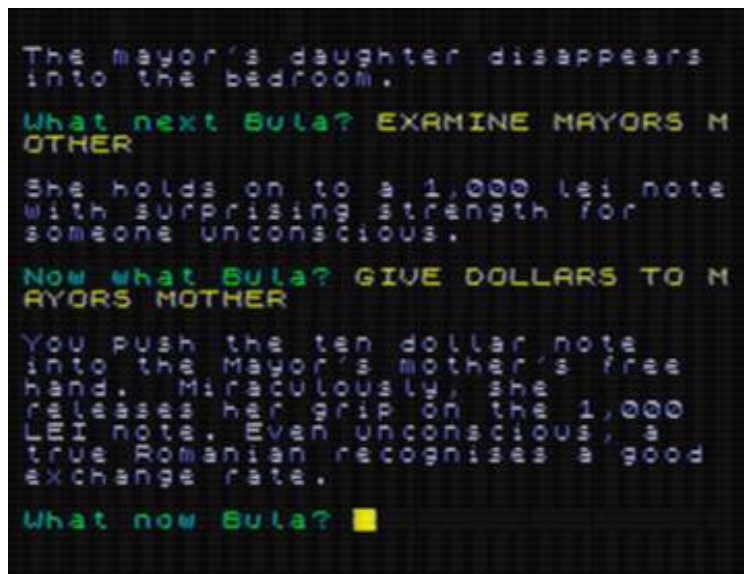 The mayor's daughter disappears
into the bedroom.
What next Bula? EXAMINE MAYORS M
OTHER
She holds on to a 1,000 lei note
with surprising strength for
someone unconscious.
Now what Bula? GIVE DOLLARS TO M
AYORS MOTHER
You push the ten dollar note
into the Mayor's mother's free
hand. Miraculously, she
releases her grip on the 1,000
LEI note. Even unconscious, a
true Romanian recognises a good
exchange rate.
What now Bula?